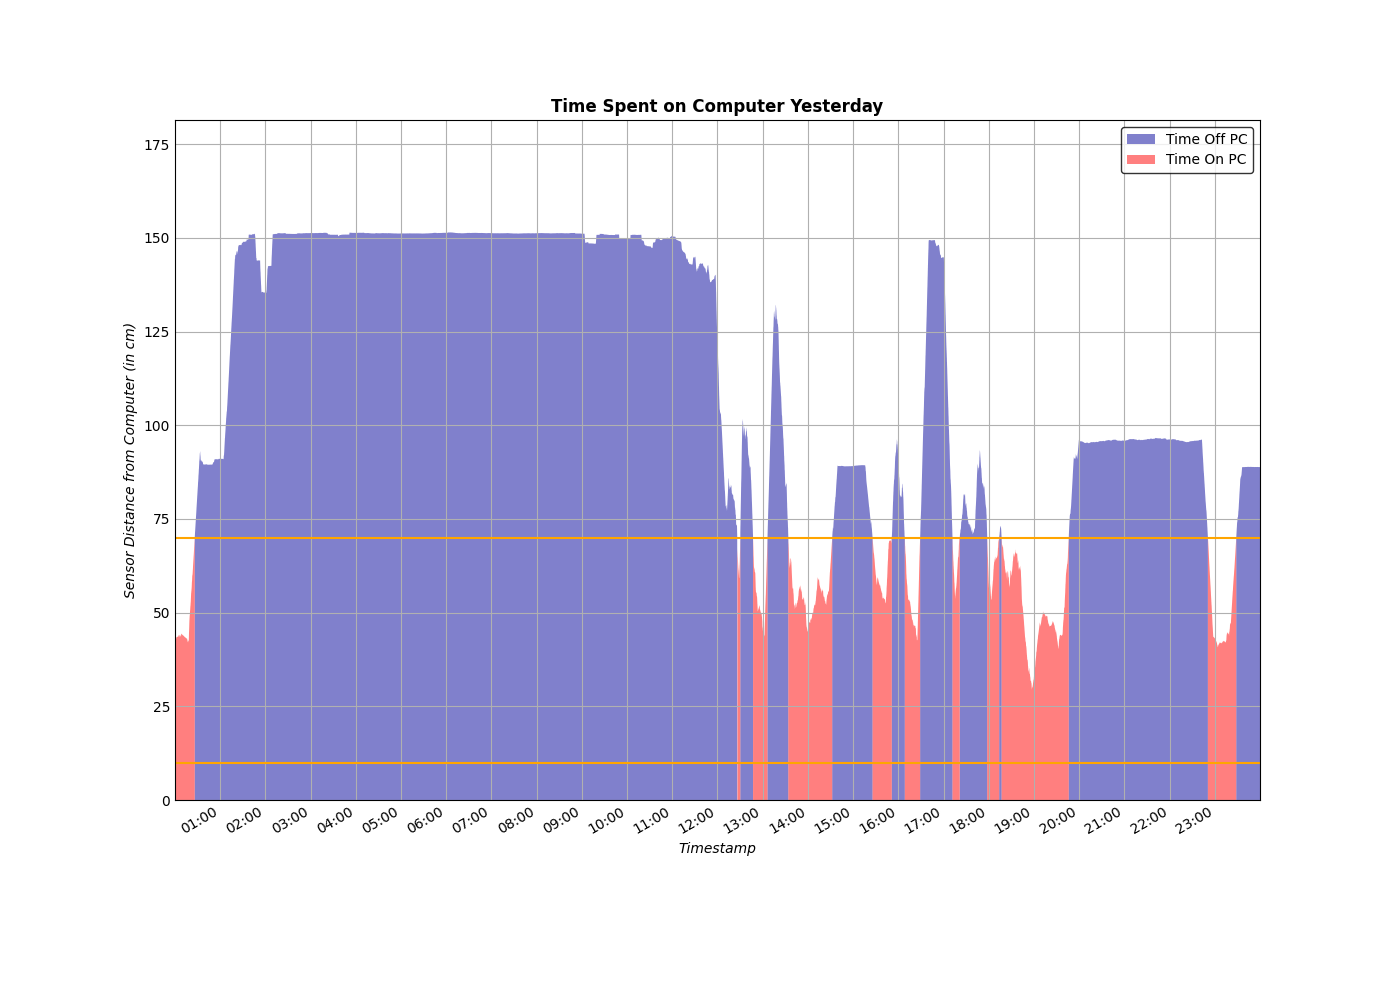 Time Spent on Computer Yesterday
Time Off PC
Time On PC
Sensor Distance from Computer (in cm)
175
150
125
100
75
50
25
0
01:00 02:00 03:00 04:00 05:00 06:00 07:00 08:00 09:00 10:00 11:00 12:00 13:00 14:00 15:00 16:00 17:00 18:00 19:00 20:00 21:00 22:00 23:00
Timestamp